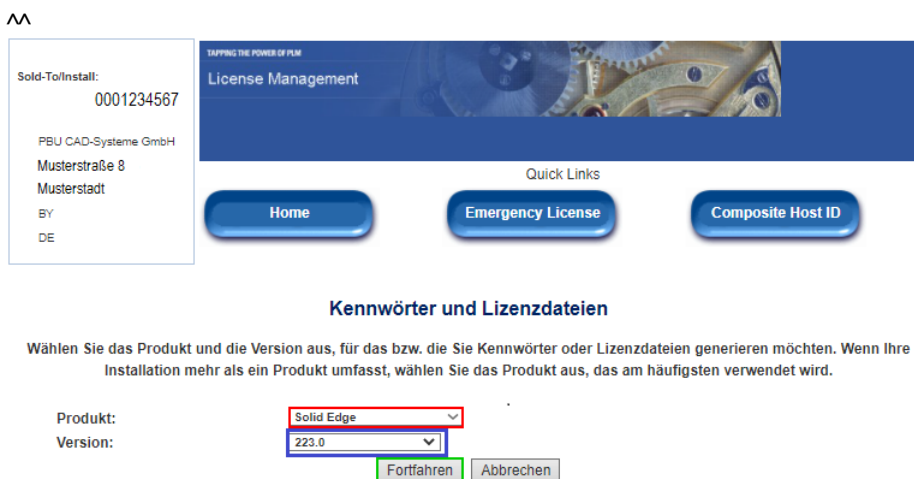 TAPPING THE POWER OF PLM
License Management
Sold-To/Install:
0001234567
PBU CAD-Systeme GmbH
Musterstraße 8
Musterstadt
BY
DE
Quick Links
Home
Emergency License
Composite Host ID
Kennwörter und Lizenzdateien
Wählen Sie das Produkt und die Version aus, für das bzw. die Sie Kennwörter oder Lizenzdateien generieren möchten. Wenn Ihre
Installation mehr als ein Produkt umfasst, wählen Sie das Produkt aus, das am häufigsten verwendet wird.
.
Produkt: Solid Edge
Version: 223.0
Fortfahren Abbrechen